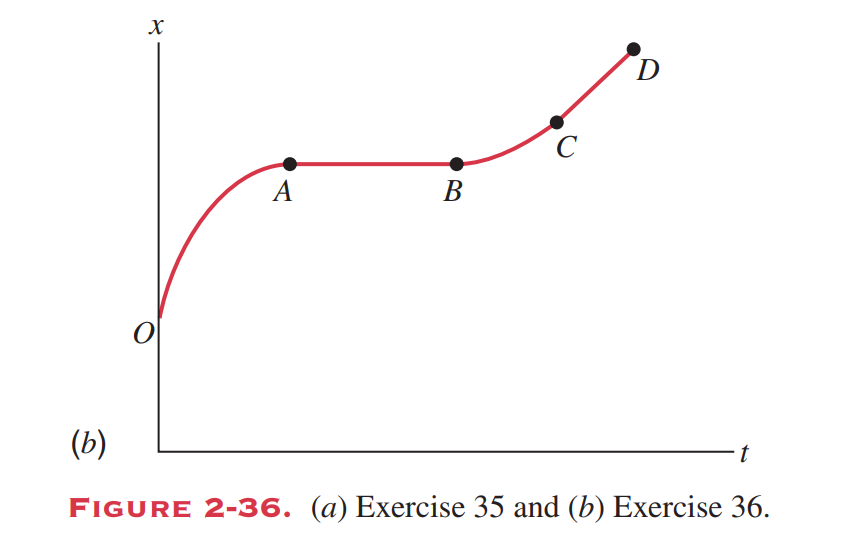 x
D
C
A
B
O
(b)
t
FIGURE 2-36. (a) Exercise 35 and (b) Exercise 36.